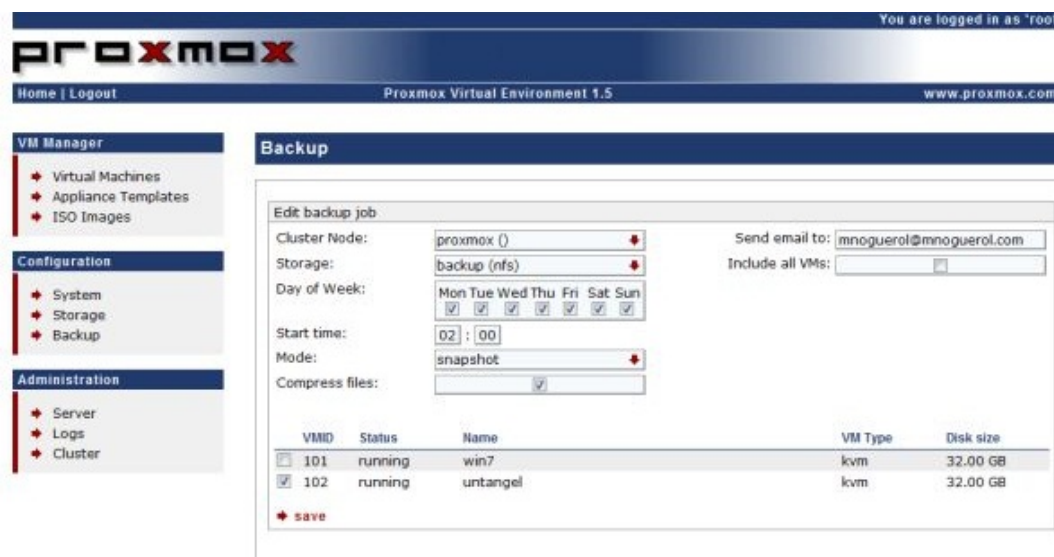 You are logged in as 'root
proxmox
Home | Logout Proxmox Virtual Environment 1.5 www.proxmox.com
VM Manager
Virtual Machines
Appliance Templates
ISO Images
Configuration
System
Storage
Backup
Administration
Server
Logs
Cluster
Backup
Edit backup job
Cluster Node: proxmox () Send email to: mnoguerol@mnoguerol.com
Storage: backup (nfs) Include all VMs:
Day of Week: Mon Tue Wed Thu Fri Sat Sun
Start time: 02 : 00
Mode: snapshot
Compress files:
VMID Status Name VM Type Disk size
101 running win7 kvm 32.00 GB
102 running untangel kvm 32.00 GB
save